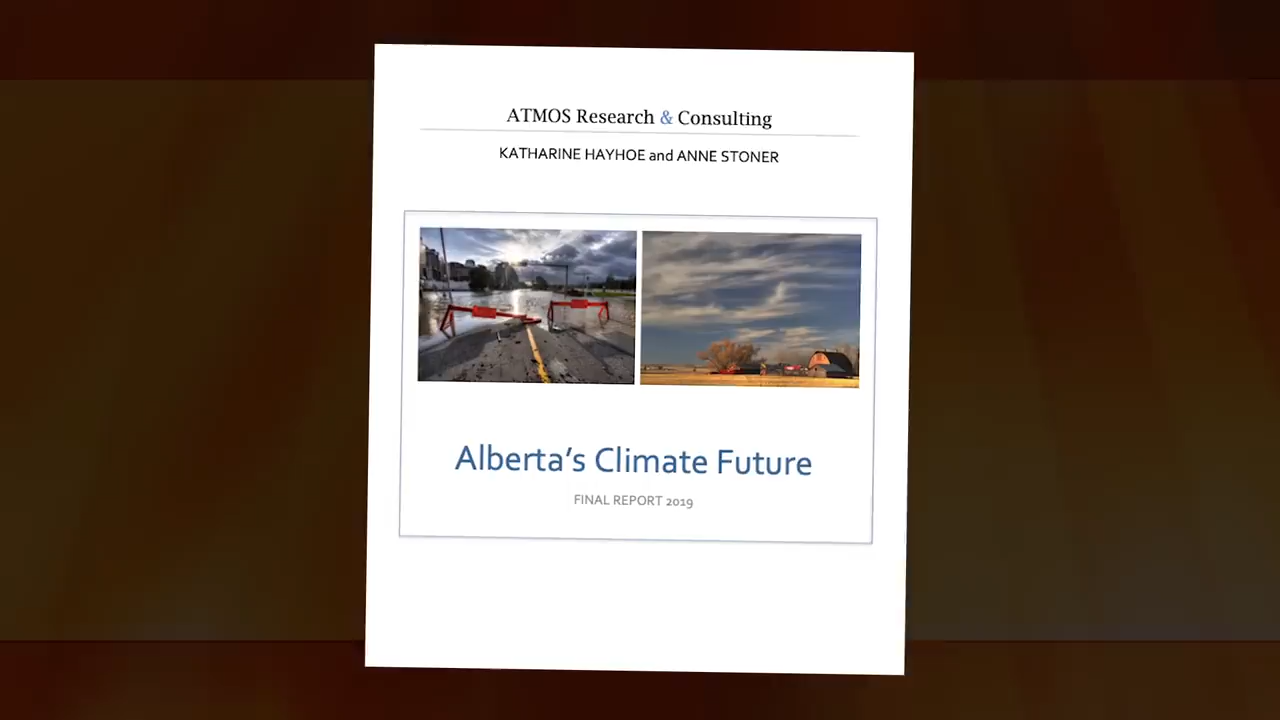 ATMOS Research & Consulting
KATHARINE HAYHOE and ANNE STONER
Alberta's Climate Future
FINAL REPORT 2019